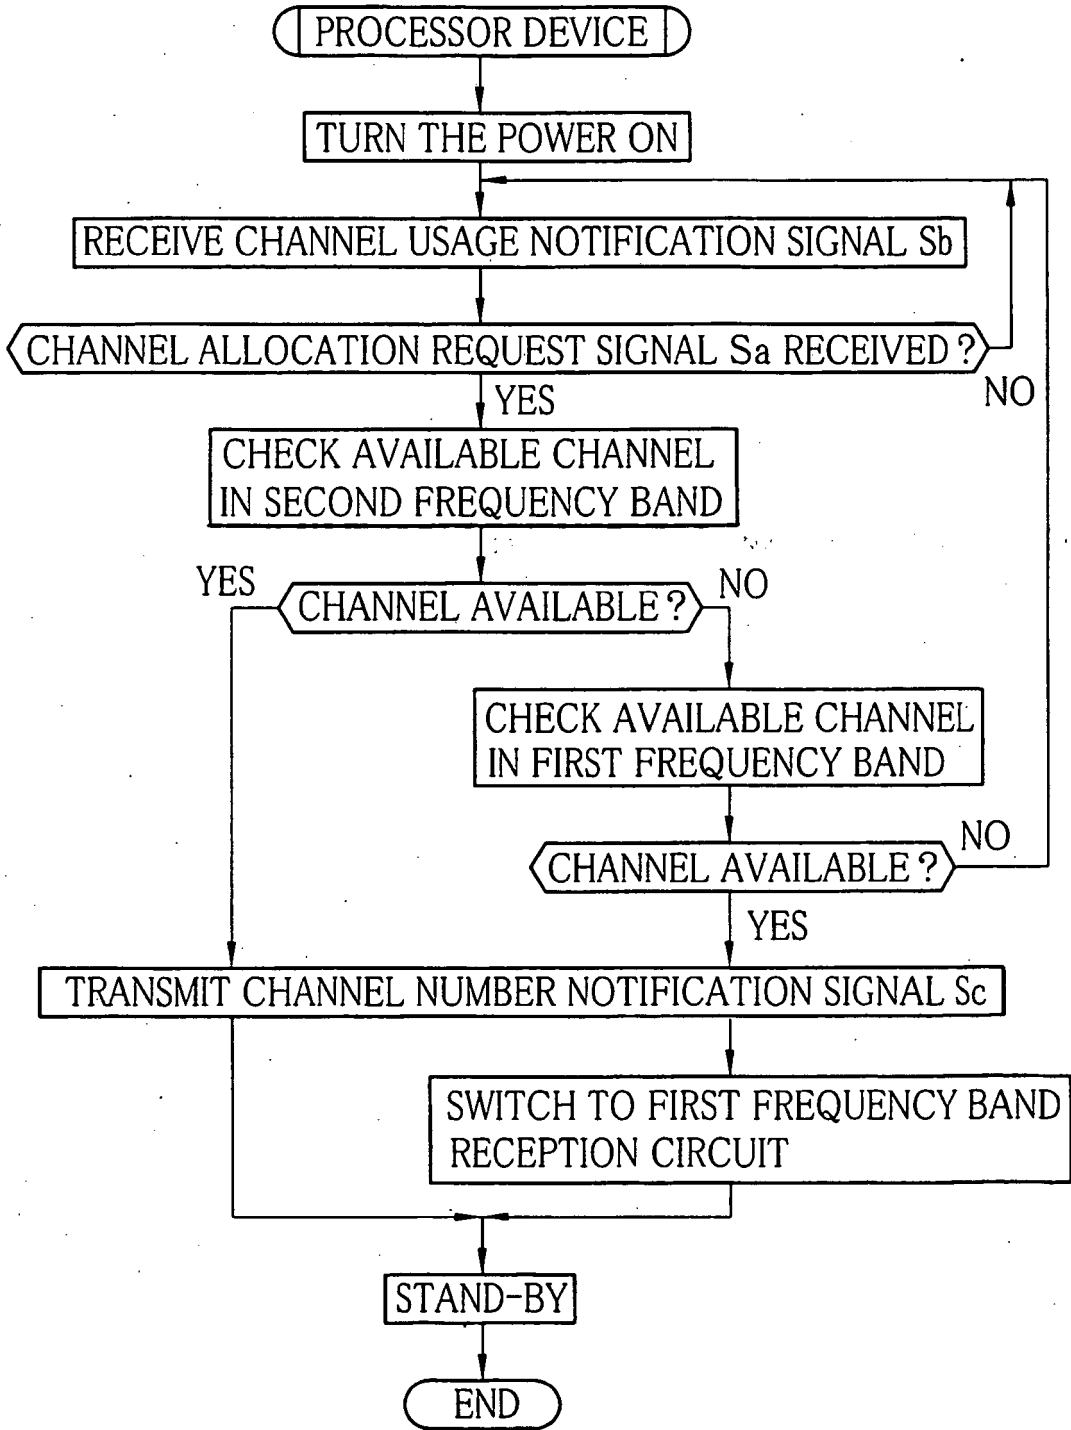 PROCESSOR DEVICE
TURN THE POWER ON
RECEIVE CHANNEL USAGE NOTIFICATION SIGNAL Sb
CHANNEL ALLOCATION REQUEST SIGNAL Sa RECEIVED?
NO
YES
CHECK AVAILABLE CHANNEL
IN SECOND FREQUENCY BAND
YES
NO
CHANNEL AVAILABLE?
CHECK AVAILABLE CHANNEL
IN FIRST FREQUENCY BAND
NO
CHANNEL AVAILABLE?
YES
TRANSMIT CHANNEL NUMBER NOTIFICATION SIGNAL Sc
SWITCH TO FIRST FREQUENCY BAND
RECEPTION CIRCUIT
STAND-BY
END